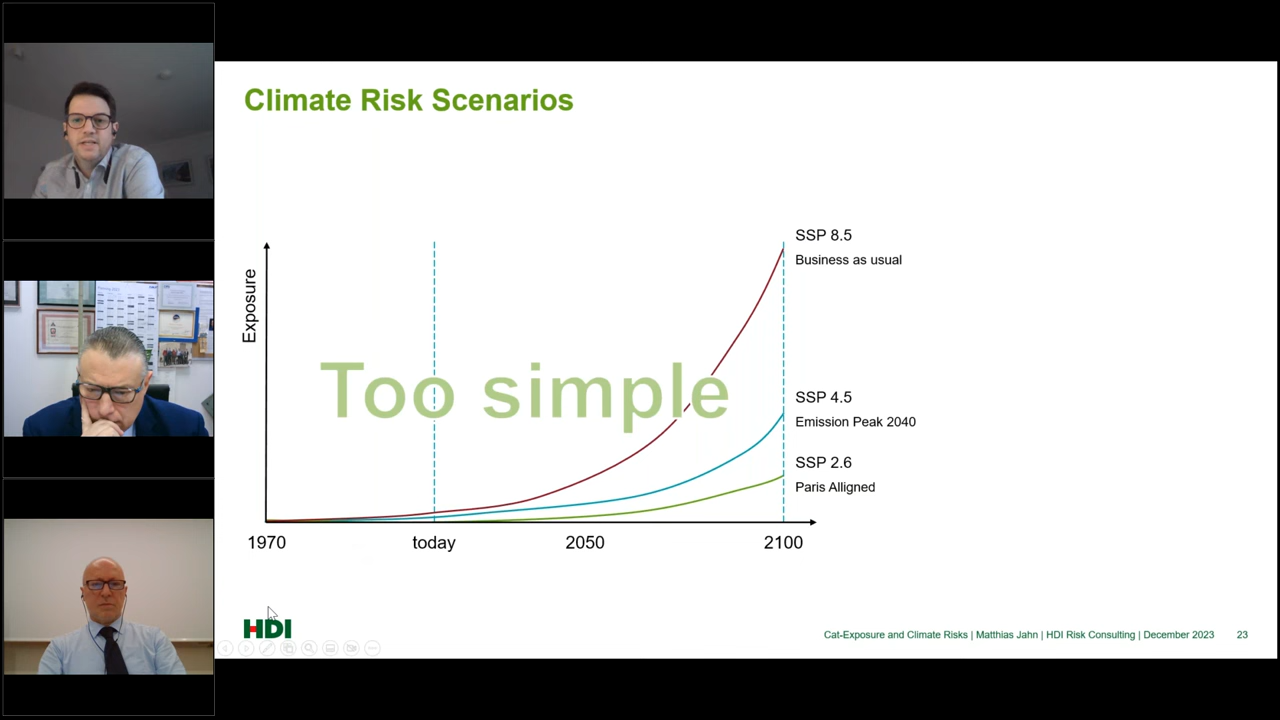 Climate Risk Scenarios
Exposure
Too simple
SSP 8.5
Business as usual
SSP 4.5
Emission Peak 2040
SSP 2.6
Paris Alligned
1970 today 2050 2100
HDI
Cat-Exposure and Climate Risks | Matthias Jahn | HDI Risk Consulting | December 2023 23